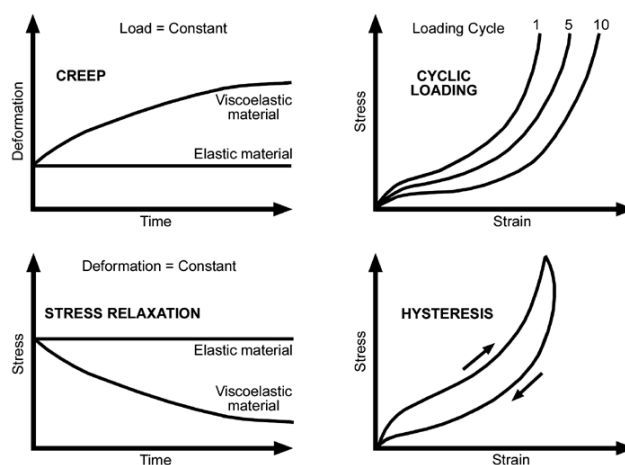 Load = Constant
CREEP
Viscoelastic
material
Elastic material
Deformation
Time
Loading Cycle 1 5 10
CYCLIC
LOADING
Stress
Strain
Deformation = Constant
STRESS RELAXATION
Elastic material
Viscoelastic
material
Stress
Time
HYSTERESIS
Stress
Strain